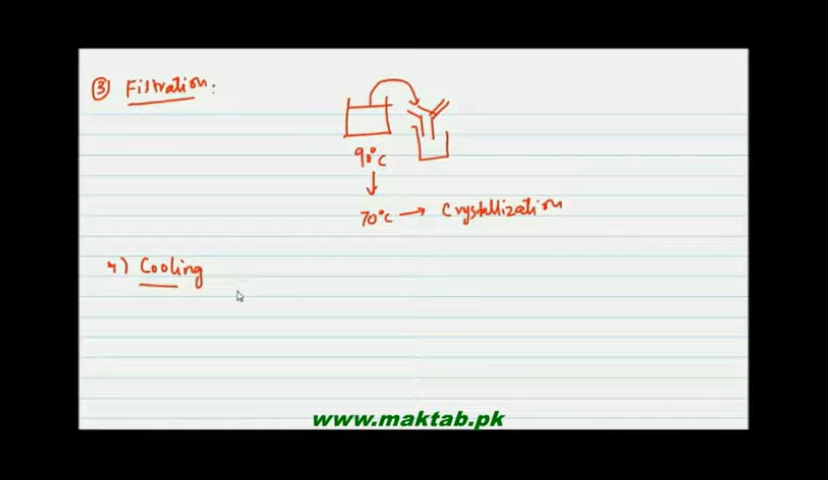 ③ Filtration:
90°C
70°C → Crystallization
4) Cooling
www.maktab.pk